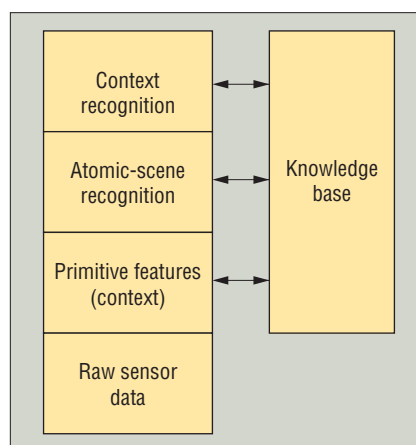 Context
recognition
Atomic-scene
recognition
Primitive features
(context)
Raw sensor
data
Knowledge
base